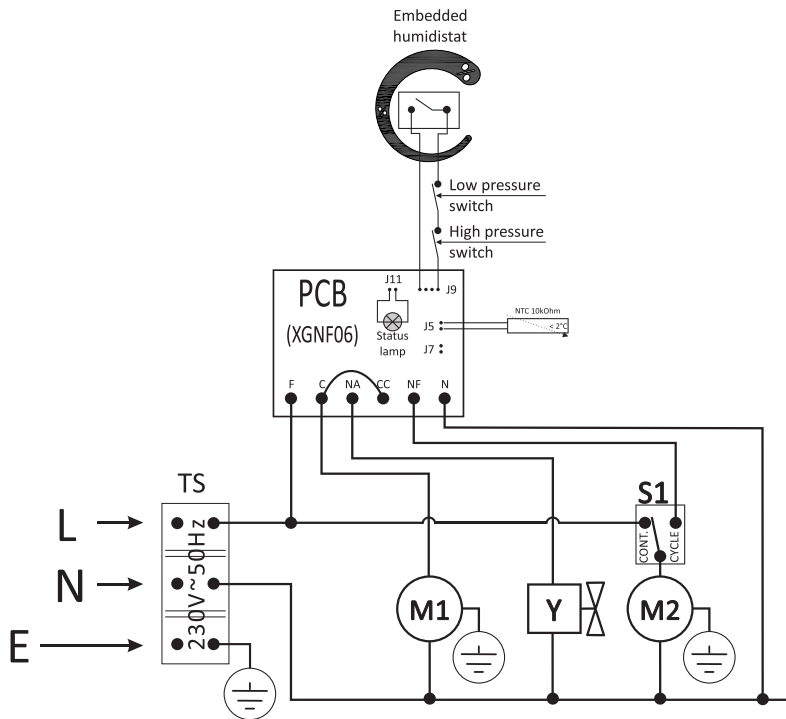 Embedded
humidistat
Low pressure
switch
High pressure
switch
PCB
(XGNF06)
J11
J9
Status
lamp
J5
J7
NTC 10kOhm
< 2°C
F C NA CC NF N
TS
230V~50Hz
L
N
E
S1
CONT.
CYCLE
M1
Y
M2